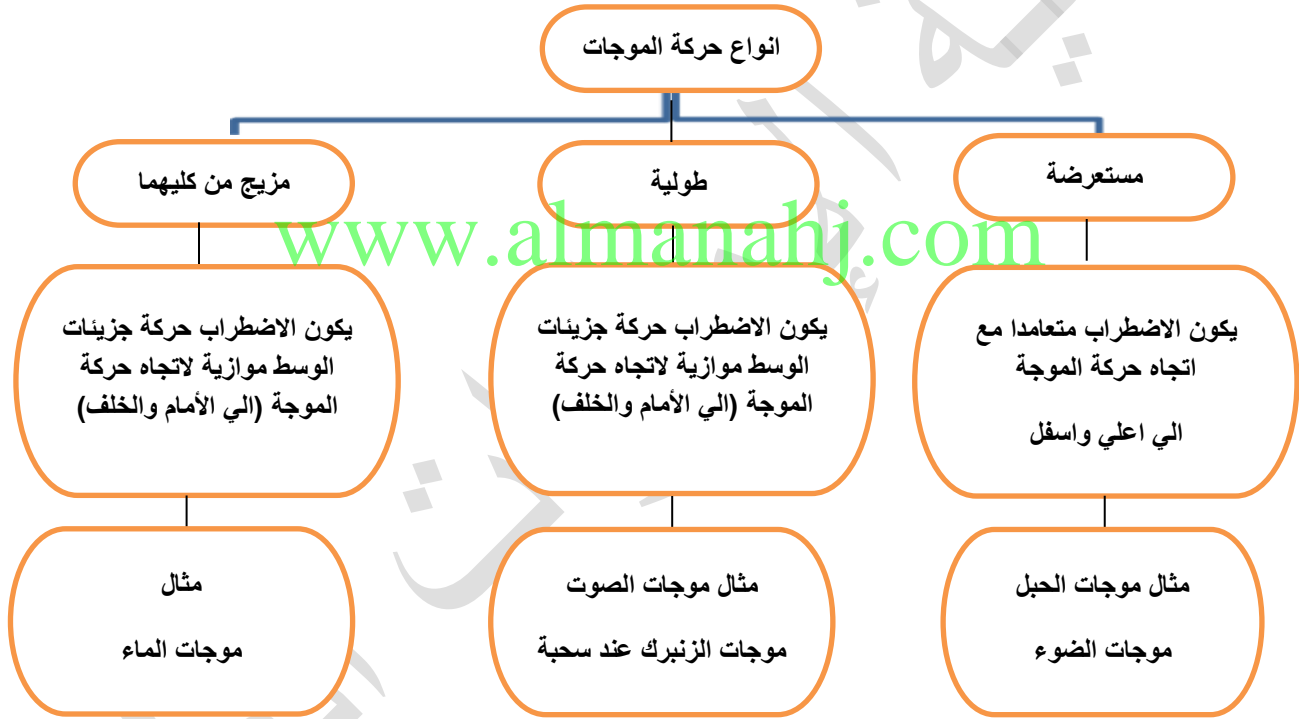 انواع حركة الموجات
مستعرضة
طولية
مزيج من كليهما
www.almanahj.com
يكون الاضطراب متعامدا مع
اتجاه حركة الموجة
الي اعلي واسفل
يكون الاضطراب حركة جزيئات
الوسط موازية لاتجاه حركة
الموجة (الي الأمام والخلف)
يكون الاضطراب حركة جزيئات
الوسط موازية لاتجاه حركة
الموجة (الي الأمام والخلف)
مثال موجات الحبل
موجات الضوء
مثال موجات الصوت
موجات الزنبرك عند سحبة
مثال
موجات الماء